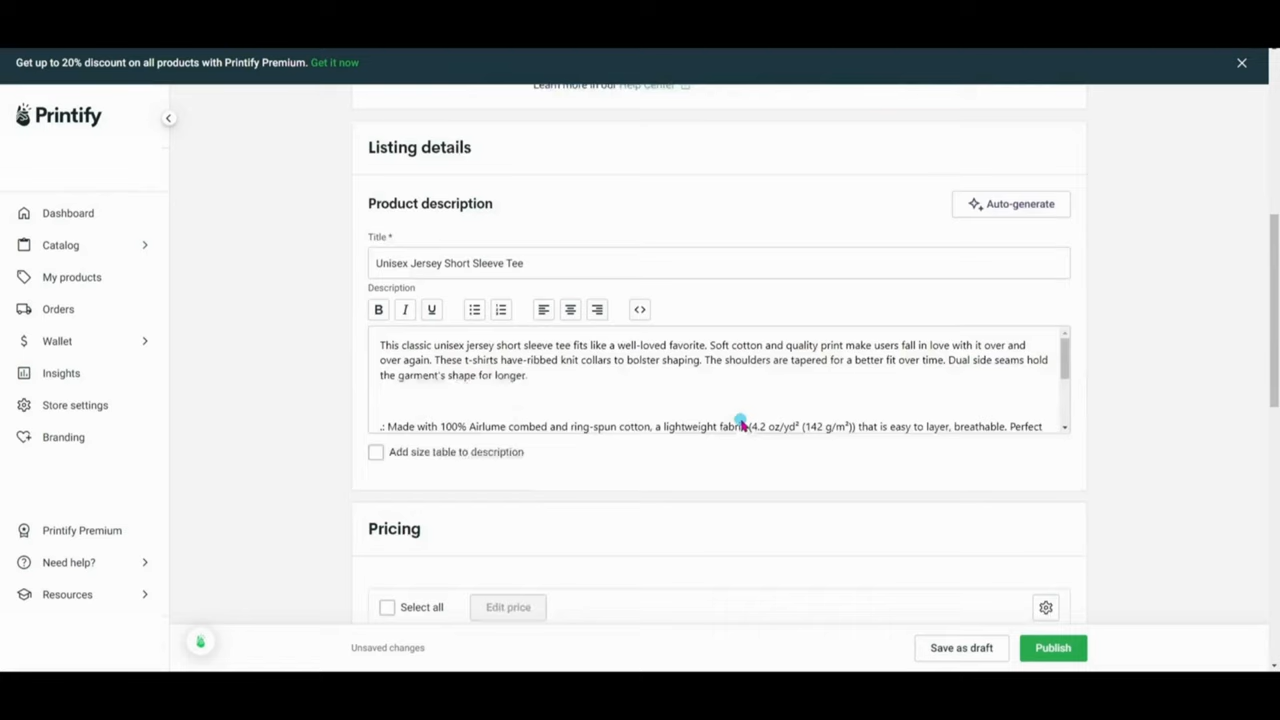 Get up to 20% discount on all products with Printify Premium. Get it now
Printify
Learn more in our Help Center
Listing details
Dashboard
Catalog
My products
Orders
Wallet
Insights
Store settings
Branding
Printify Premium
Need help?
Resources
Product description
Auto-generate
Title *
Unisex Jersey Short Sleeve Tee
Description
B I U
This classic unisex jersey short sleeve tee fits like a well-loved favorite. Soft cotton and quality print make users fall in love with it over and
over again. These t-shirts have-ribbed knit collars to bolster shaping. The shoulders are tapered for a better fit over time. Dual side seams hold
the garment's shape for longer.
.: Made with 100% Airlume combed and ring-spun cotton, a lightweight fabric (4.2 oz/yd² (142 g/m²)) that is easy to layer, breathable. Perfect
Add size table to description
Pricing
Select all
Edit price
Unsaved changes
Save as draft
Publish